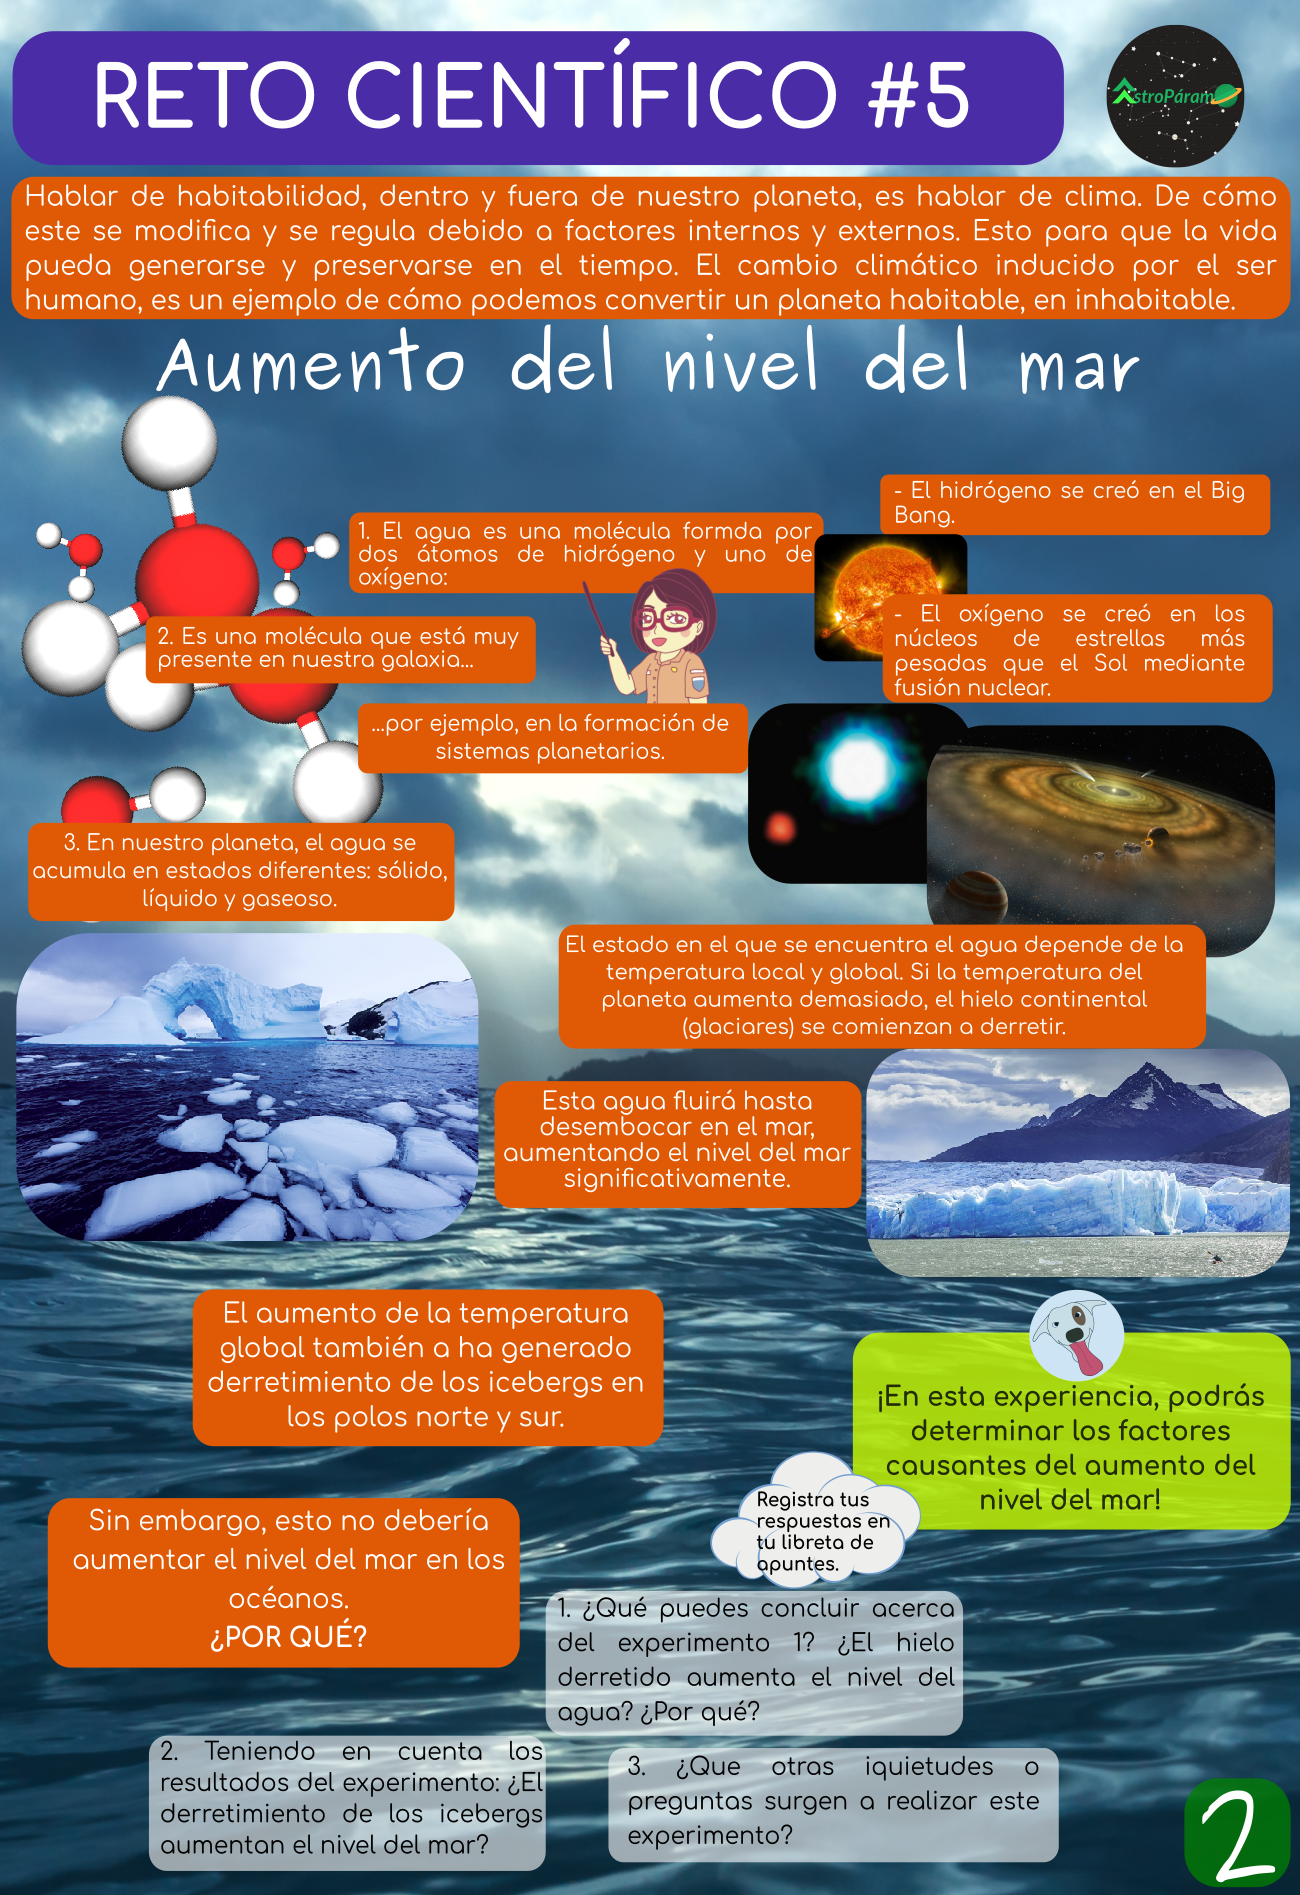 RETO CIENTÍFICO #5
stroPáram
Hablar de habitabilidad, dentro y fuera de nuestro planeta, es hablar de clima. De cómo
este se modifica y se regula debido a factores internos y externos. Esto para que la vida
pueda generarse y preservarse en el tiempo. El cambio climático inducido por el ser
humano, es un ejemplo de cómo podemos convertir un planeta habitable, en inhabitable.
Aumento del nivel del mar
- El hidrógeno se creó en el Big
Bang.
1. El agua es una molécula formda por
dos átomos de hidrógeno y uno de
oxígeno:
- El oxígeno se creó en los
núcleos de estrellas más
pesadas que el Sol mediante
fusión nuclear.
2. Es una molécula que está muy
presente en nuestra galaxia...
...por ejemplo, en la formación de
sistemas planetarios.
3. En nuestro planeta, el agua se
acumula en estados diferentes: sólido,
líquido y gaseoso.
El estado en el que se encuentra el agua depende de la
temperatura local y global. Si la temperatura del
planeta aumenta demasiado, el hielo continental
(glaciares) se comienzan a derretir.
Esta agua fluirá hasta
desembocar en el mar,
aumentando el nivel del mar
significativamente.
El aumento de la temperatura
global también a ha generado
derretimiento de los icebergs en
los polos norte y sur.
¡En esta experiencia, podrás
determinar los factores
causantes del aumento del
nivel del mar!
Registra tus
respuestas en
tu libreta de
apuntes.
Sin embargo, esto no debería
aumentar el nivel del mar en los
océanos.
¿POR QUÉ?
1. ¿Qué puedes concluir acerca
del experimento 1? ¿El hielo
derretido aumenta el nivel del
agua? ¿Por qué?
2. Teniendo en cuenta los
resultados del experimento: ¿El
derretimiento de los icebergs
aumentan el nivel del mar?
3. ¿Que otras iquietudes o
preguntas surgen a realizar este
experimento?
2